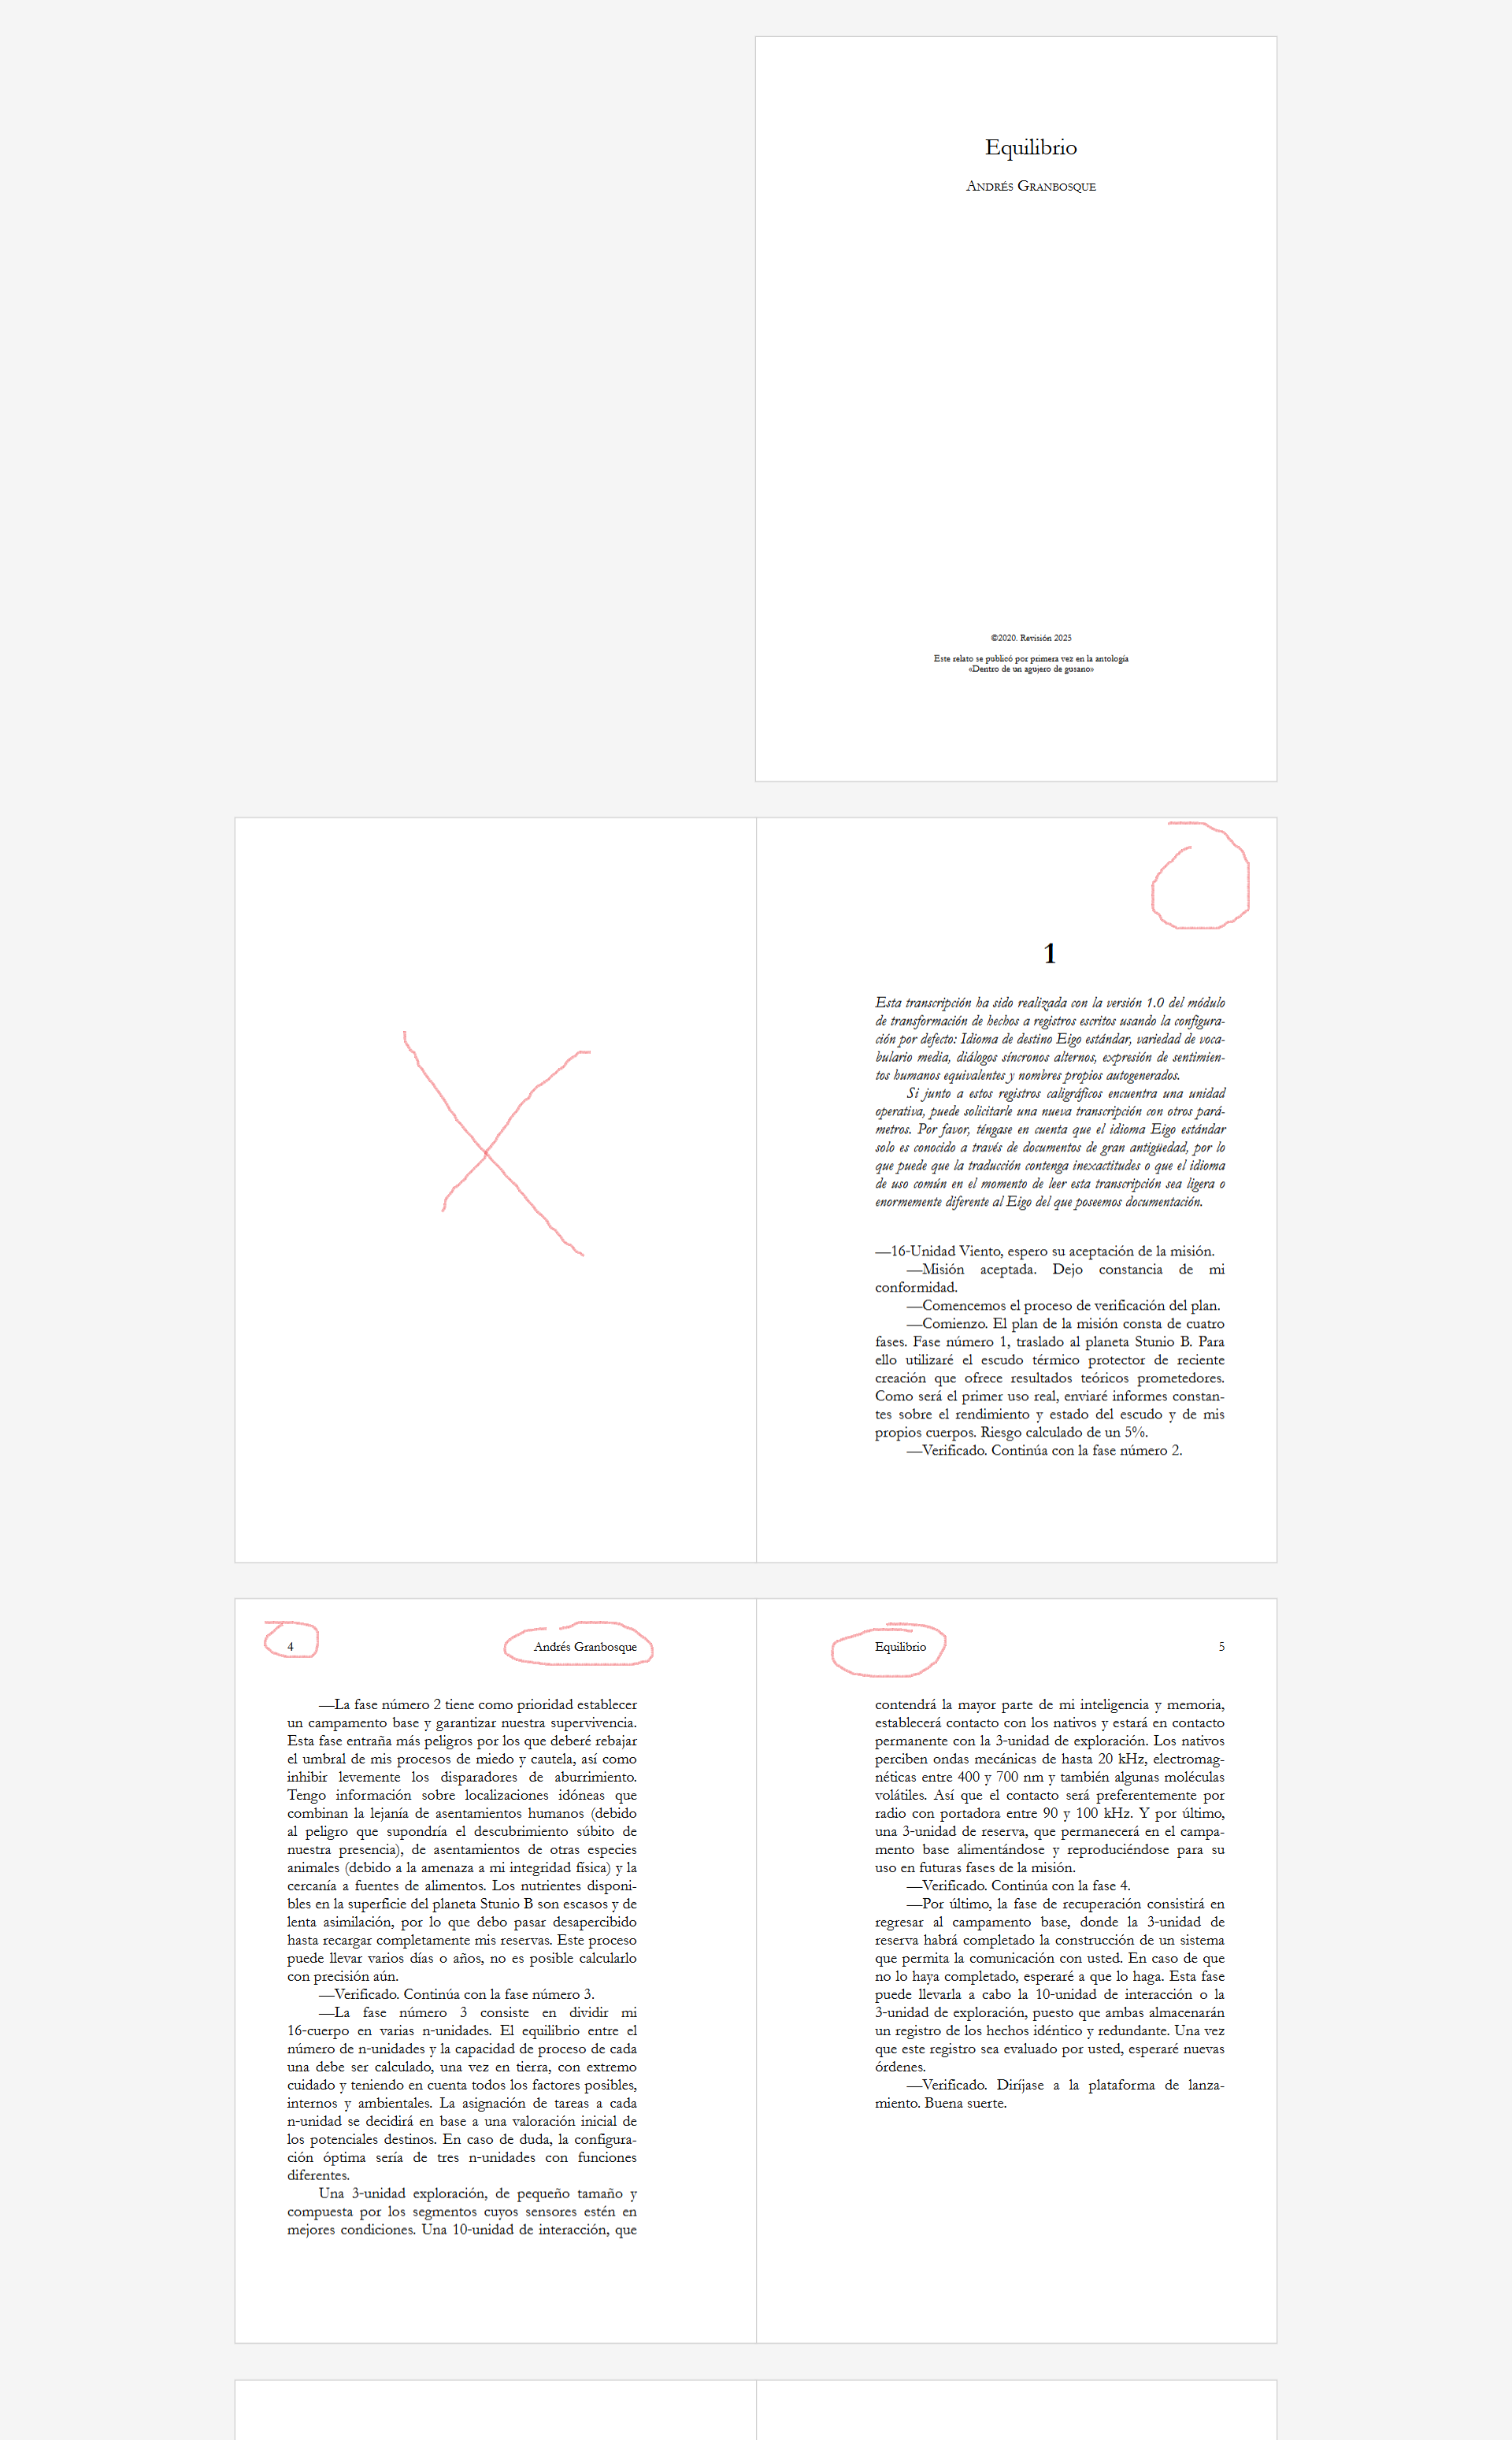 Equilibrio
Andrés Granbosque
©2020. Revisión 2025
Este relato se publicó por primera vez en la antología
«Dentro de un agujero de gusano»
1
Esta transcripción ha sido realizada con la versión 1.0 del módulo
de transformación de hechos a registros escritos usando la configura-
ción por defecto: Idioma de destino Eigo estándar, variedad de voca-
bulario media, diálogos síncronos alternos, expresión de sentimien-
tos humanos equivalentes y nombres propios autogenerados.
Si junto a estos registros caligráficos encuentra una unidad
operativa, puede solicitarle una nueva transcripción con otros pará-
metros. Por favor, téngase en cuenta que el idioma Eigo estándar
solo es conocido a través de documentos de gran antigüedad, por lo
que puede que la traducción contenga inexactitudes o que el idioma
de uso común en el momento de leer esta transcripción sea ligera o
enormemente diferente al Eigo del que poseemos documentación.
—16-Unidad Viento, espero su aceptación de la misión.
—Misión aceptada. Dejo constancia de mi
conformidad.
—Comencemos el proceso de verificación del plan.
—Comienzo. El plan de la misión consta de cuatro
fases. Fase número 1, traslado al planeta Stunio B. Para
ello utilizaré el escudo térmico protector de reciente
creación que ofrece resultados teóricos prometedores.
Como será el primer uso real, enviaré informes constan-
tes sobre el rendimiento y estado del escudo y de mis
propios cuerpos. Riesgo calculado de un 5%.
—Verificado. Continúa con la fase número 2.
4
Andrés Granbosque
—La fase número 2 tiene como prioridad establecer
un campamento base y garantizar nuestra supervivencia.
Esta fase entraña más peligros por los que deberé rebajar
el umbral de mis procesos de miedo y cautela, así como
inhibir levemente los disparadores de aburrimiento.
Tengo información sobre localizaciones idóneas que
combinan la lejanía de asentamientos humanos (debido
al peligro que supondría el descubrimiento súbito de
nuestra presencia), de asentamientos de otras especies
animales (debido a la amenaza a mi integridad física) y la
cercanía a fuentes de alimentos. Los nutrientes disponi-
bles en la superficie del planeta Stunio B son escasos y de
lenta asimilación, por lo que debo pasar desapercibido
hasta recargar completamente mis reservas. Este proceso
puede llevar varios días o años, no es posible calcularlo
con precisión aún.
—Verificado. Continúa con la fase número 3.
—La fase número 3 consiste en dividir mi
16-cuerpo en varias n-unidades. El equilibrio entre el
número de n-unidades y la capacidad de proceso de cada
una debe ser calculado, una vez en tierra, con extremo
cuidado y teniendo en cuenta todos los factores posibles,
internos y ambientales. La asignación de tareas a cada
n-unidad se decidirá en base a una valoración inicial de
los potenciales destinos. En caso de duda, la configura-
ción óptima sería de tres n-unidades con funciones
diferentes.
Una 3-unidad exploración, de pequeño tamaño y
compuesta por los segmentos cuyos sensores estén en
mejores condiciones. Una 10-unidad de interacción, que
Equilibrio
5
contendrá la mayor parte de mi inteligencia y memoria,
establecerá contacto con los nativos y estará en contacto
permanente con la 3-unidad de exploración. Los nativos
perciben ondas mecánicas de hasta 20 kHz, electromag-
néticas entre 400 y 700 nm y también algunas moléculas
volátiles. Así que el contacto será preferentemente por
radio con portadora entre 90 y 100 kHz. Y por último,
una 3-unidad de reserva, que permanecerá en el campa-
mento base alimentándose y reproduciéndose para su
uso en futuras fases de la misión.
—Verificado. Continúa con la fase 4.
—Por último, la fase de recuperación consistirá en
regresar al campamento base, donde la 3-unidad de
reserva habrá completado la construcción de un sistema
que permita la comunicación con usted. En caso de que
no lo haya completado, esperaré a que lo haga. Esta fase
puede llevarla a cabo la 10-unidad de interacción o la
3-unidad de exploración, puesto que ambas almacenarán
un registro de los hechos idéntico y redundante. Una vez
que este registro sea evaluado por usted, esperaré nuevas
órdenes.
—Verificado. Diríjase a la plataforma de lanza-
miento. Buena suerte.